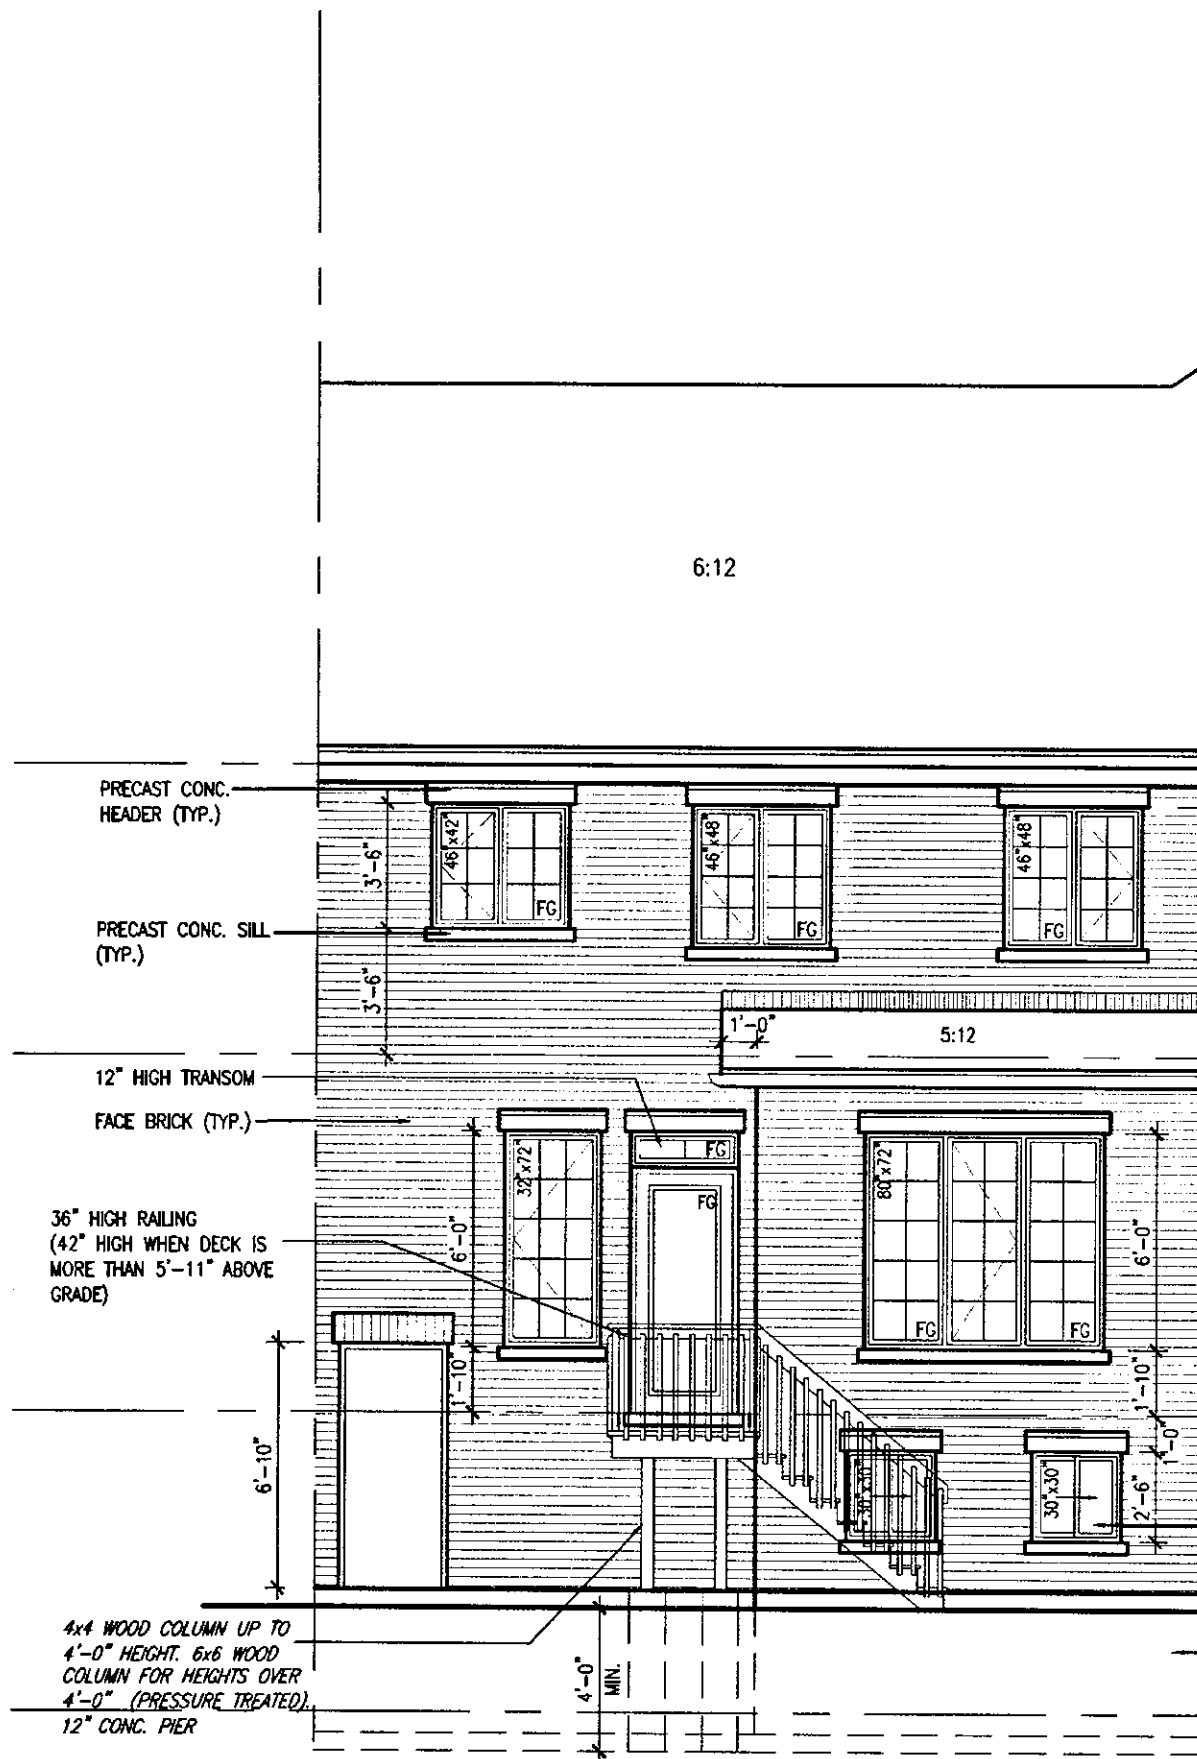 6:12
PRECAST CONC.
HEADER (TYP.)
46"x42"
46"x48"
46"x48"
3'-6"
FG
FG
FG
PRECAST CONC. SILL
(TYP.)
3'-6"
1'-0"
5:12
12" HIGH TRANSOM
FACE BRICK (TYP.)
32"x72"
FG
80"x72"
FG
36" HIGH RAILING
(42" HIGH WHEN DECK IS
MORE THAN 5'-11" ABOVE
GRADE)
6'-0"
6'-0"
FG
FG
1'-10"
1'-10"
1'-0"
6'-10"
30"x30"
30"x30"
2'-6"
4x4 WOOD COLUMN UP TO
4'-0" HEIGHT. 6x6 WOOD
COLUMN FOR HEIGHTS OVER
4'-0" (PRESSURE TREATED).
12" CONC. PIER
4'-0"
MIN.